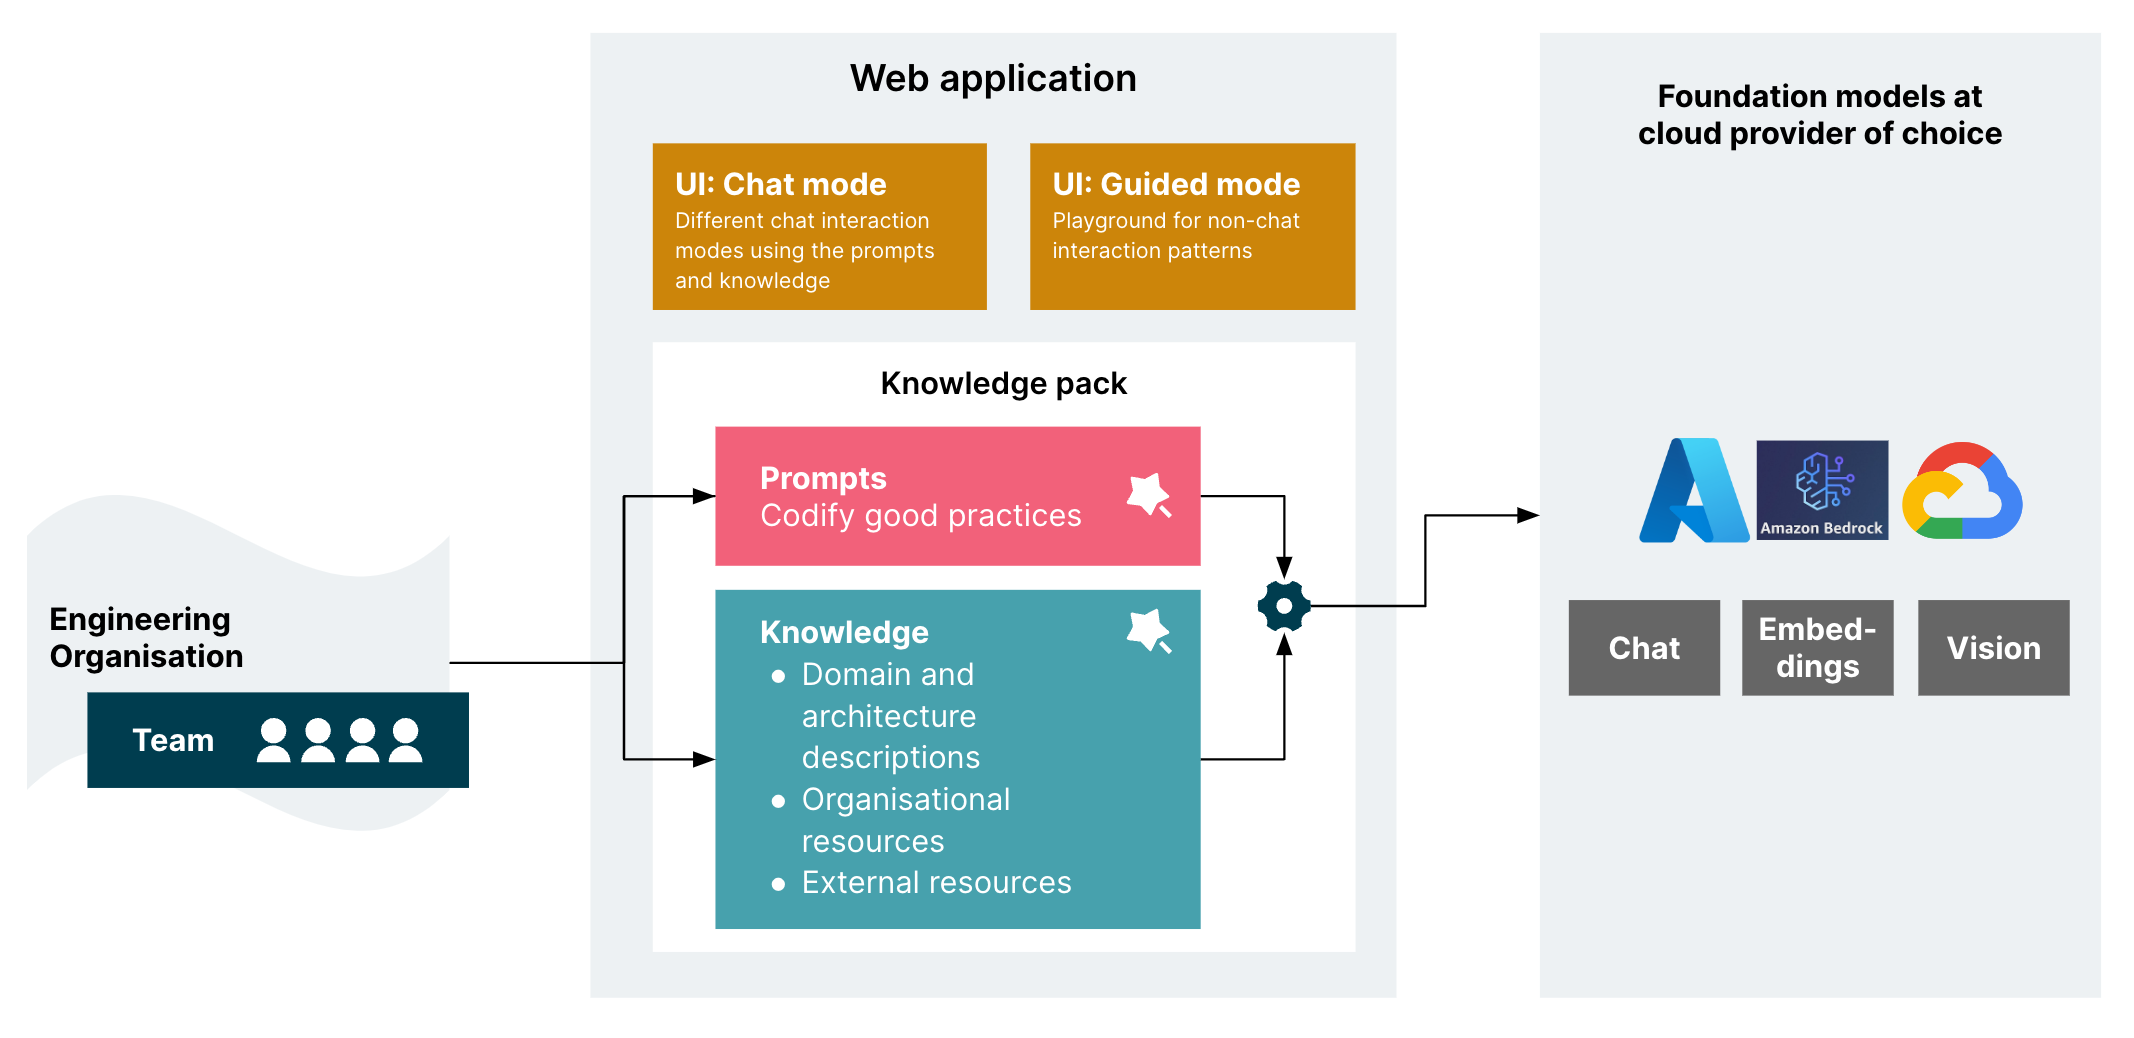 Web application
UI: Chat mode
Different chat interaction
modes using the prompts
and knowledge
UI: Guided mode
Playground for non-chat
interaction patterns
Knowledge pack
Prompts
Codify good practices
Knowledge
● Domain and
architecture
descriptions
● Organisational
resources
● External resources
Engineering
Organisation
Team
Foundation models at
cloud provider of choice
Amazon Bedrock
Chat
Embed-
dings
Vision